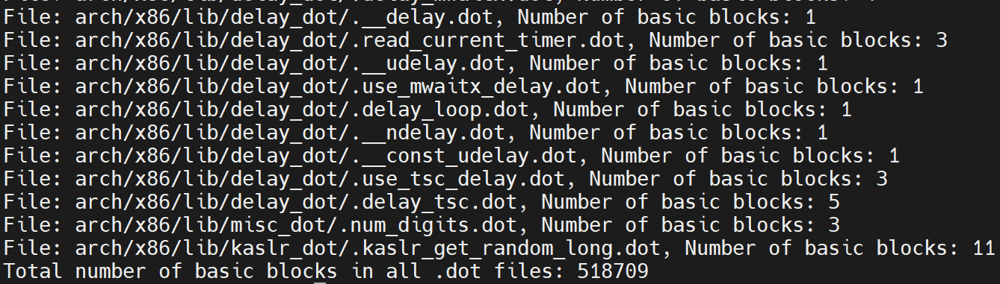 File: arch/x86/lib/delay_dot/.__delay.dot, Number of basic blocks: 1
File: arch/x86/lib/delay_dot/.read_current_timer.dot, Number of basic blocks: 3
File: arch/x86/lib/delay_dot/.__udelay.dot, Number of basic blocks: 1
File: arch/x86/lib/delay_dot/.use_mwaitx_delay.dot, Number of basic blocks: 1
File: arch/x86/lib/delay_dot/.delay_loop.dot, Number of basic blocks: 1
File: arch/x86/lib/delay_dot/.__ndelay.dot, Number of basic blocks: 1
File: arch/x86/lib/delay_dot/.__const_udelay.dot, Number of basic blocks: 1
File: arch/x86/lib/delay_dot/.use_tsc_delay.dot, Number of basic blocks: 3
File: arch/x86/lib/delay_dot/.delay_tsc.dot, Number of basic blocks: 5
File: arch/x86/lib/misc_dot/.num_digits.dot, Number of basic blocks: 3
File: arch/x86/lib/kaslr_dot/.kaslr_get_random_long.dot, Number of basic blocks: 11
Total number of basic blocks in all .dot files: 518709